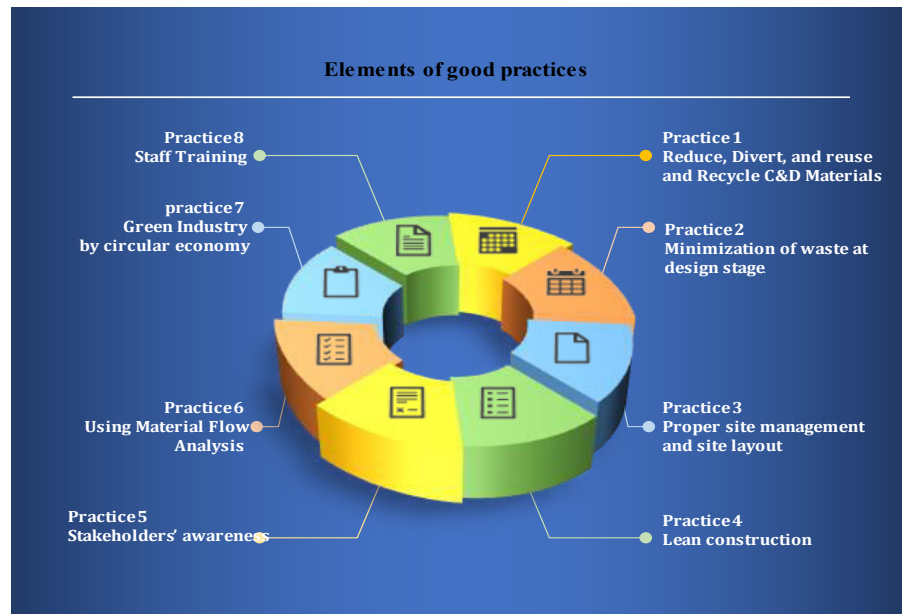 Elements of good practices
Practice 8
Staff Training
practice 7
Green Industry
by circular economy
Practice 6
Using Material Flow
Analysis
Practice 5
Stakeholders’ awareness
Practice 1
Reduce, Divert, and reuse
and Recycle C&D Materials
Practice 2
Minimization of waste at
design stage
Practice 3
Proper site management
and site layout
Practice 4
Lean construction